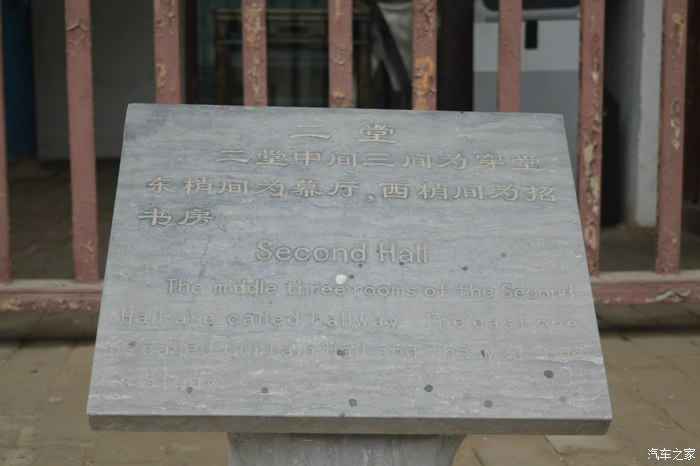 二堂
二堂中间三间为穿堂
东梢间为幕厅,西梢间为招
书房
Second Hall
The middle three rooms of the Second
Hall are called hallway The east one
is called Curtain Hall and The
Study
汽车之家